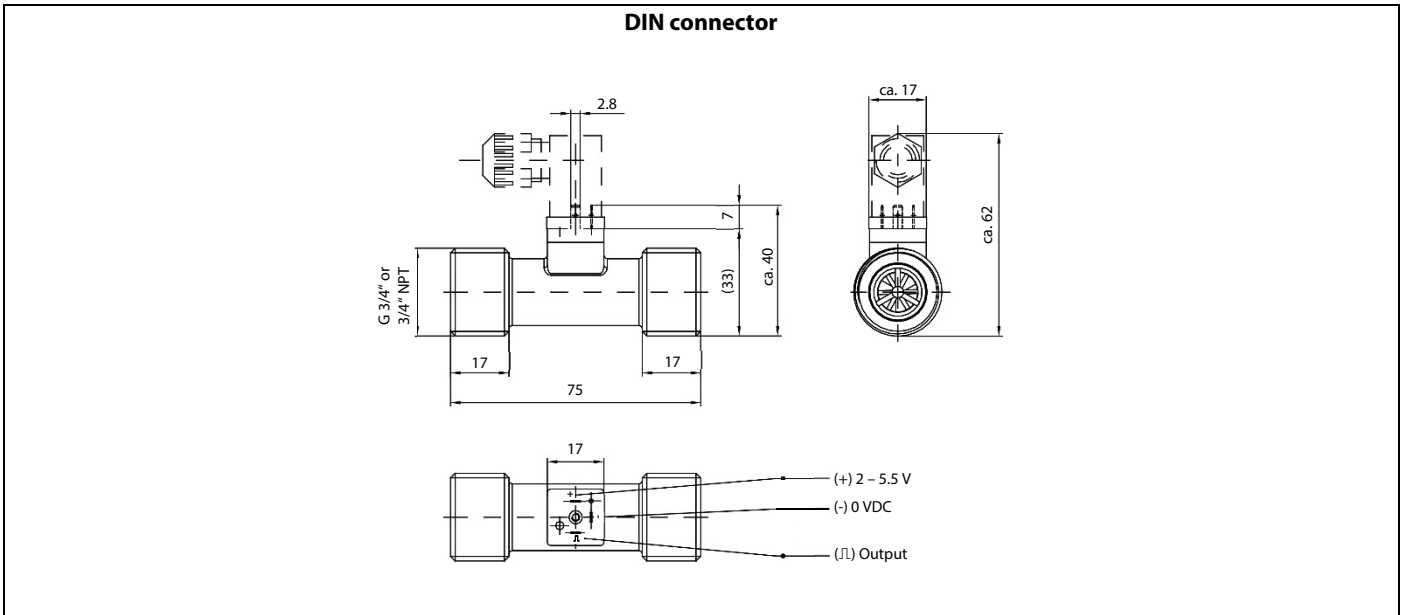 DIN connector
2.8
ca. 17
7
(33)
ca. 40
ca. 62
G 3/4“ or
3/4“ NPT
17
17
75
17
+
(+) 2 – 5.5 V
(-) 0 VDC
(⎍) Output